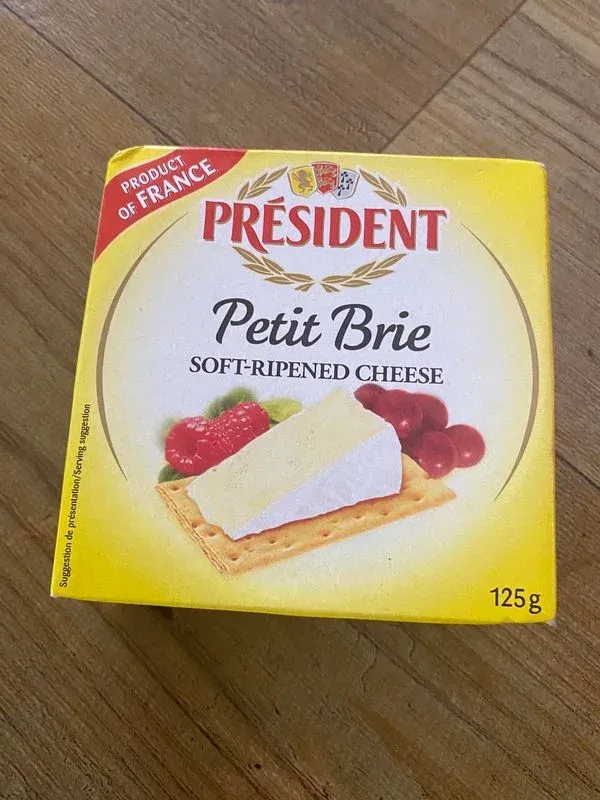 PRODUCT
OF FRANCE
PRÉSIDENT
Petit Brie
SOFT-RIPENED CHEESE
Suggestion de présentation/Serving suggestion
125g